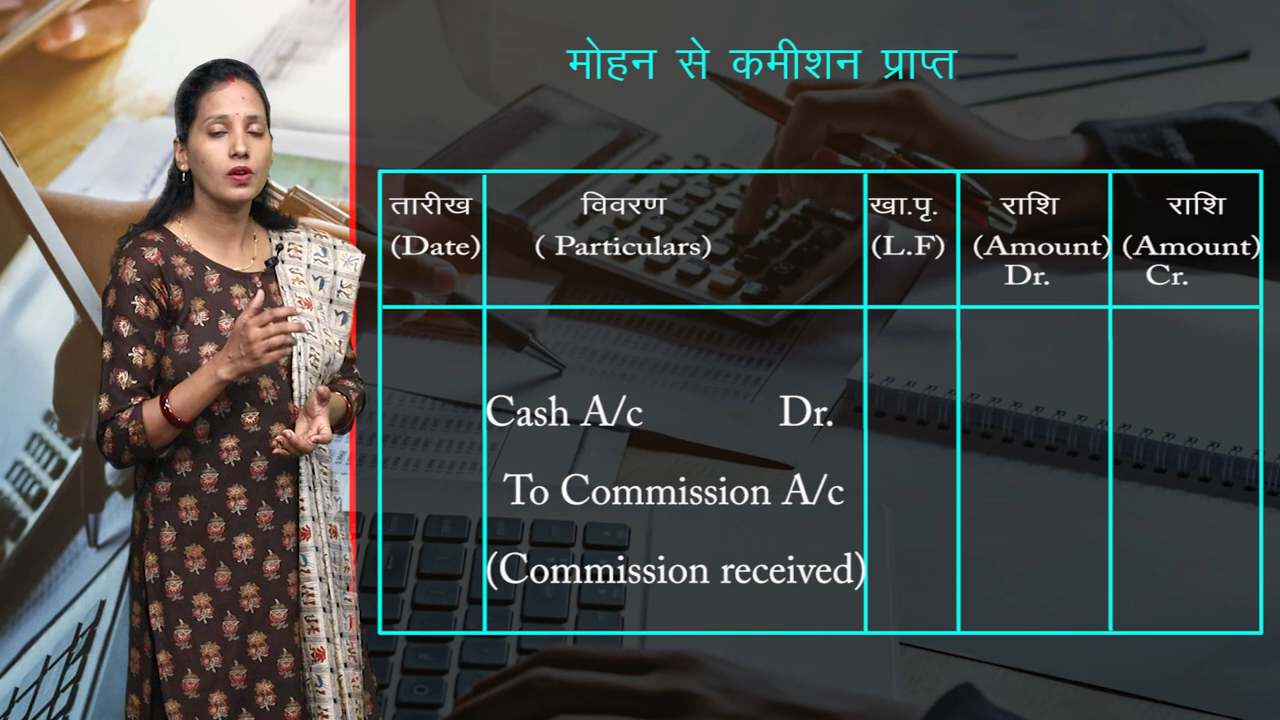 मोहन से कमीशन प्राप्त
तारीख विवरण खा.पृ. राशि राशि
(Date) ( Particulars) (L.F) (Amount) (Amount)
Dr. Cr.
Cash A/c Dr.
To Commission A/c
(Commission received)